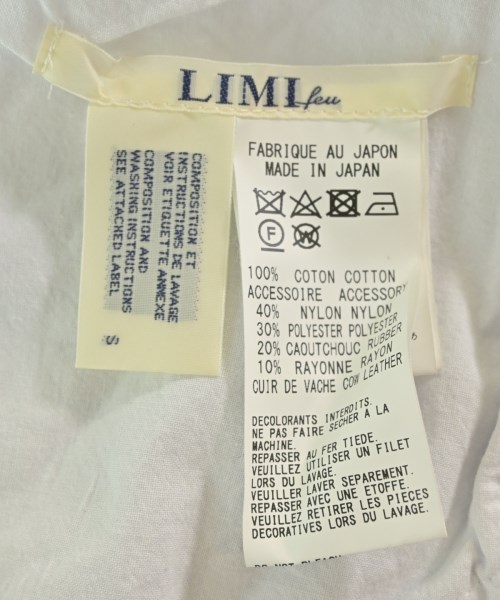 LIMI feu
COMPOSITION ET
INSTRUCTIONS DE LAVAGE
VOIR ETIQUETTE ANNEXE
COMPOSITION AND
WASHING INSTRUCTIONS
SEE ATTACHED LABEL
S
FABRIQUE AU JAPON
MADE IN JAPAN
F W
100% COTON COTTON
ACCESSOIRE ACCESSORY
40% NYLON NYLON
30% POLYESTER POLYESTER
20% CAOUTCHOUC RUBBER
10% RAYONNE RAYON
CUIR DE VACHE COW LEATHER
DECOLORANTS INTERDITS.
NE PAS FAIRE SECHER A LA
MACHINE.
REPASSER AU FER TIEDE.
VEUILLEZ UTILISER UN FILET
LORS DU LAVAGE.
VEUILLER LAVER SEPAREMENT.
REPASSER AVEC UNE ETOFFE.
VEUILLEZ RETIRER LES PIECES
DECORATIVES LORS DU LAVAGE.
DO NOT BLEACH